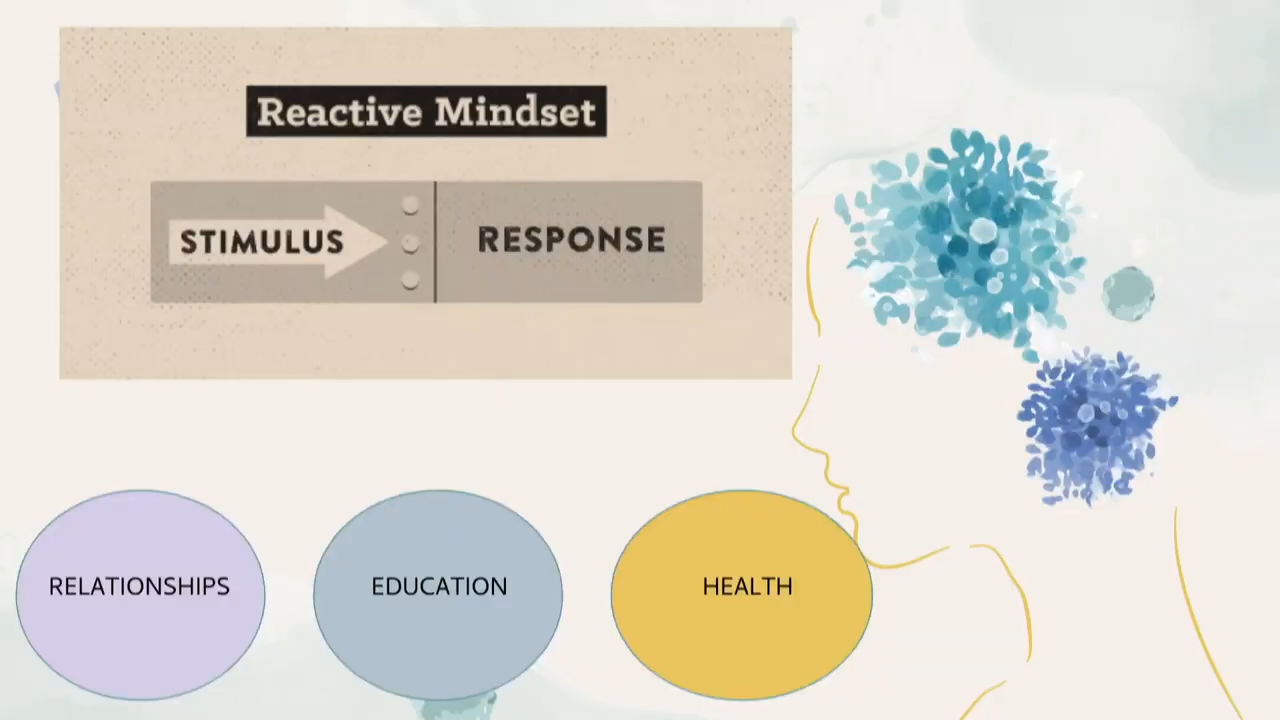 Reactive Mindset
STIMULUS
RESPONSE
RELATIONSHIPS
EDUCATION
HEALTH